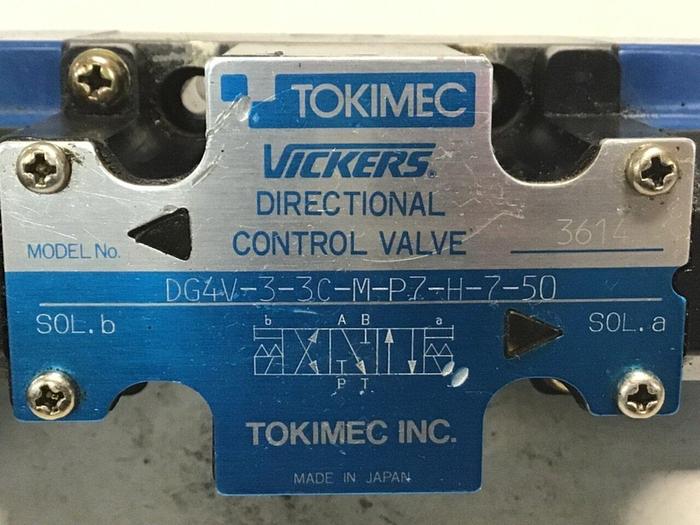 TOKIMEC
VICKERS®
DIRECTIONAL
CONTROL VALVE
3614
MODEL No.
DG4V-3-3C-M-P7-H-7-50
SOL.b
SOL.a
b A B a
T T
P T
TOKIMEC INC.
MADE IN JAPAN